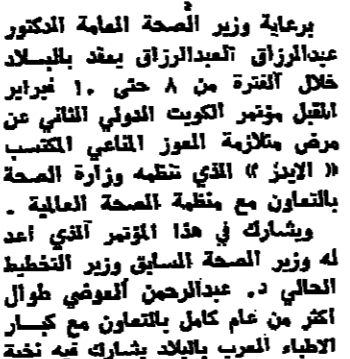 برعاية وزير الصحة العامة الدكتور
عبدالرزاق العبدالرزاق يعقد بالبلاد
خلال الفترة من ٨ حتى ١٠ فبراير
المقبل مؤتمر الكويت الدولي الثاني عن
مرض متلازمة العوز المناعي المكتسب
« الايدز » الذي تنظمه وزارة الصحة
بالتعاون مع منظمة الصحة العالمية .
ويشارك في هذا المؤتمر الذي اعد
له وزير الصحة السابق وزير التخطيط
الحالي د. عبدالرحمن العوضي طوال
اكثر من عام كامل بالتعاون مع كبار
الاطباء العرب بالبلاد يشارك فيه نخبة